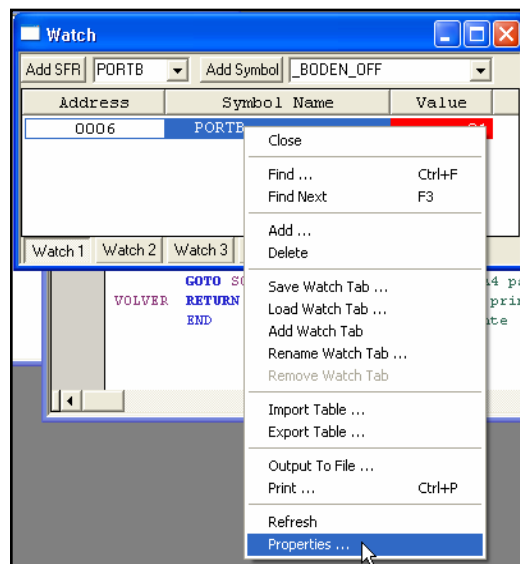 Watch
Add SFR PORTB Add Symbol _BODEN_OFF
Address Symbol Name Value
0006 PORTB
Watch 1 Watch 2 Watch 3
GOTO
VOLVER RETURN
END
Close
Find ... Ctrl+F
Find Next F3
Add ...
Delete
Save Watch Tab ...
Load Watch Tab ...
Add Watch Tab
Rename Watch Tab ...
Remove Watch Tab
Import Table ...
Export Table ...
Output To File ...
Print ... Ctrl+P
Refresh
Properties ...